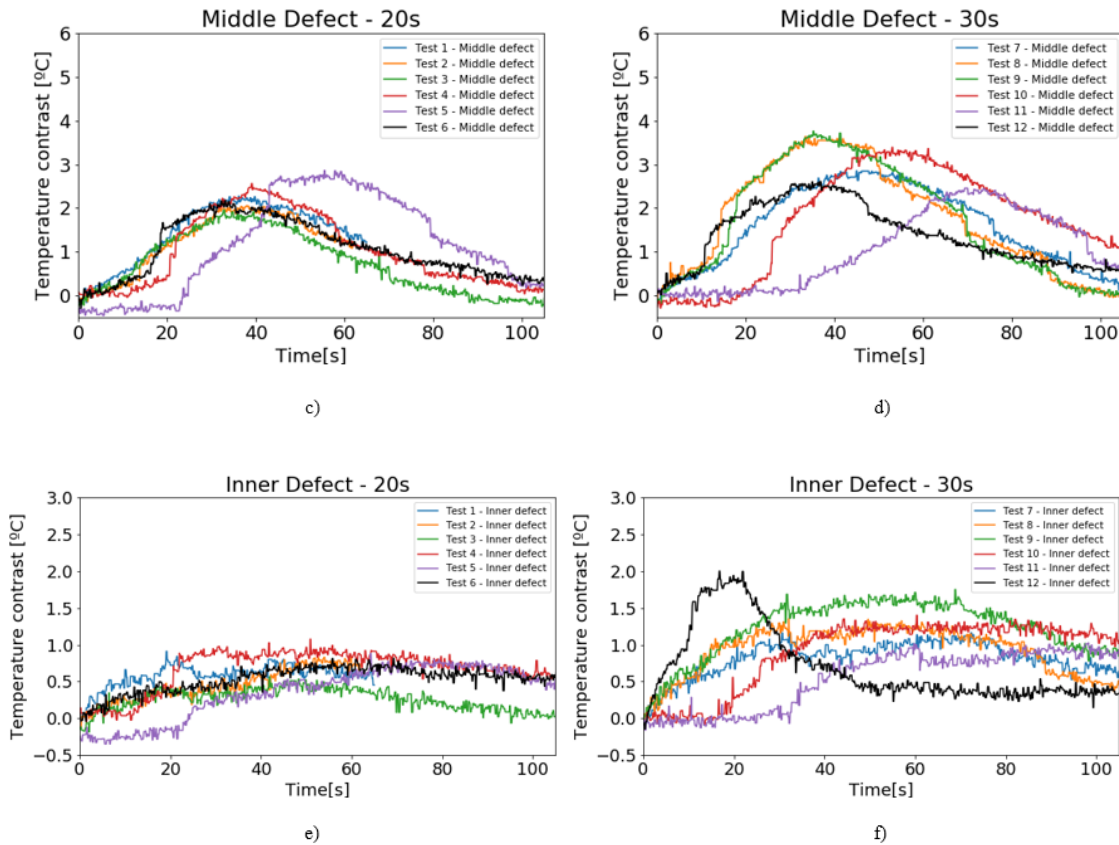 Middle Defect - 20s
Temperature contrast [ºC]
6
5
4
3
2
1
0
Test 1 - Middle defect
Test 2 - Middle defect
Test 3 - Middle defect
Test 4 - Middle defect
Test 5 - Middle defect
Test 6 - Middle defect
0 20 40 60 80 100
Time[s]
c)
Middle Defect - 30s
Temperature contrast [ºC]
6
5
4
3
2
1
0
Test 7 - Middle defect
Test 8 - Middle defect
Test 9 - Middle defect
Test 10 - Middle defect
Test 11 - Middle defect
Test 12 - Middle defect
0 20 40 60 80 100
Time[s]
d)
Inner Defect - 20s
Temperature contrast [ºC]
3.0
2.5
2.0
1.5
1.0
0.5
0.0
−0.5
Test 1 - Inner defect
Test 2 - Inner defect
Test 3 - Inner defect
Test 4 - Inner defect
Test 5 - Inner defect
Test 6 - Inner defect
0 20 40 60 80 100
Time[s]
e)
Inner Defect - 30s
Temperature contrast [ºC]
3.0
2.5
2.0
1.5
1.0
0.5
0.0
−0.5
Test 7 - Inner defect
Test 8 - Inner defect
Test 9 - Inner defect
Test 10 - Inner defect
Test 11 - Inner defect
Test 12 - Inner defect
0 20 40 60 80 100
Time[s]
f)